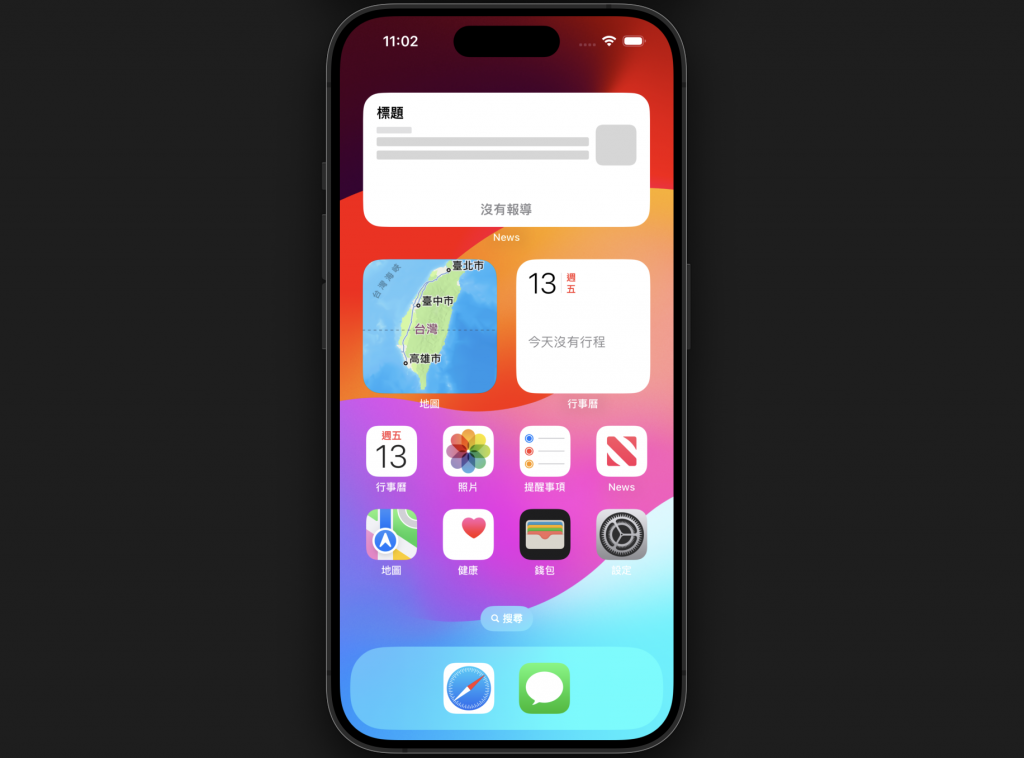 11:02
標題
沒有報導
News
台灣海峽
臺北市
臺中市
台灣
高雄市
地圖
13 週五
今天沒有行程
行事曆
週五
13
行事曆
照片
提醒事項
News
地圖
健康
錢包
設定
搜尋